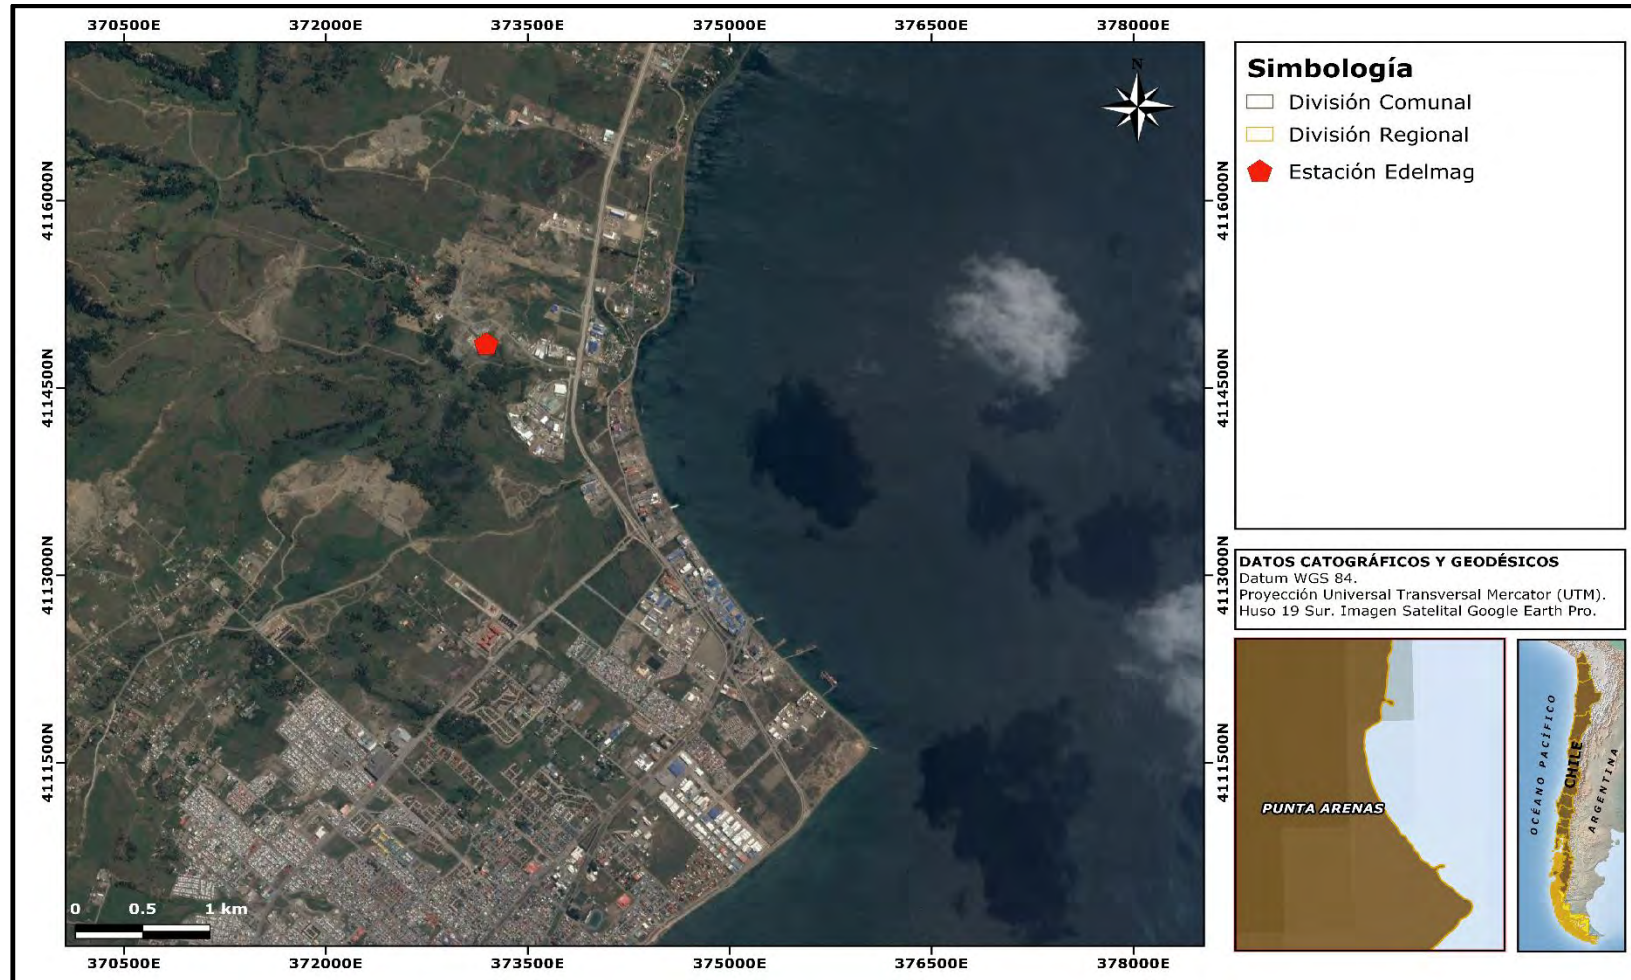 370500E 372000E 373500E 375000E 376500E 378000E
N
4116000N
4114500N
4113000N
4111500N
4116000N
4114500N
4113000N
4111500N
0 0.5 1 km
370500E 372000E 373500E 375000E 376500E 378000E
Simbología
División Comunal
División Regional
Estación Edelmag
DATOS CATOGRÁFICOS Y GEODÉSICOS
Datum WGS 84.
Proyección Universal Transversal Mercator (UTM).
Huso 19 Sur. Imagen Satelital Google Earth Pro.
PUNTA ARENAS
OCÉANO PACÍFICO
CHILE
ARGENTINA